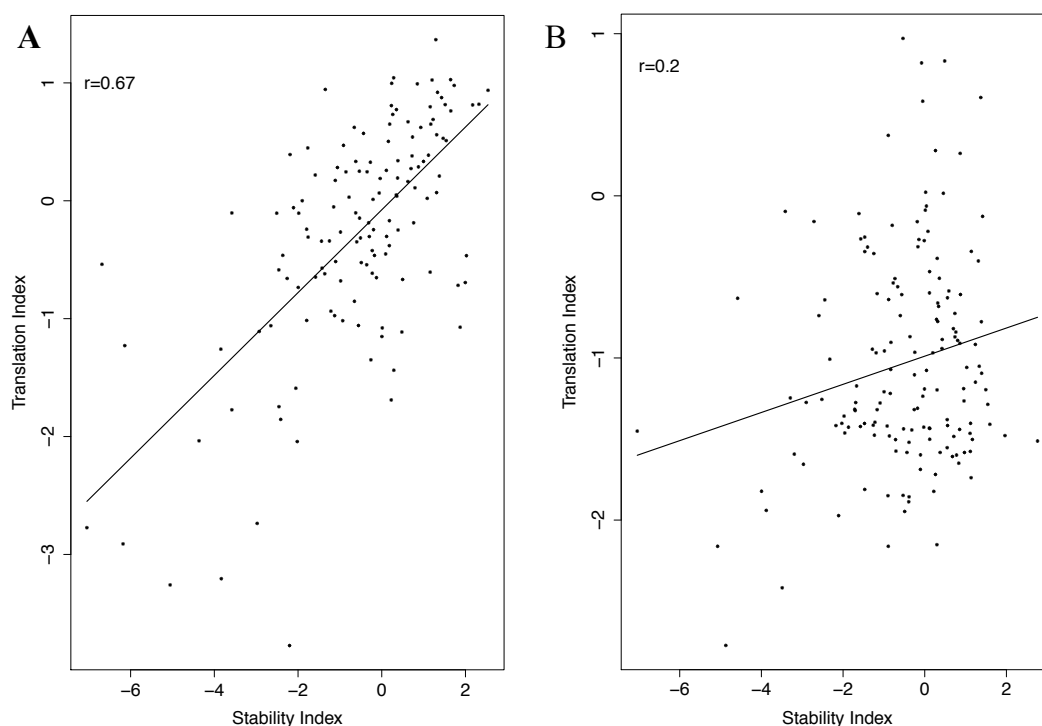 A
r=0.67
Translation Index
1
0
−1
−2
−3
−6 −4 −2 0 2
Stability Index
B
r=0.2
Translation Index
1
0
−1
−2
−6 −4 −2 0 2
Stability Index